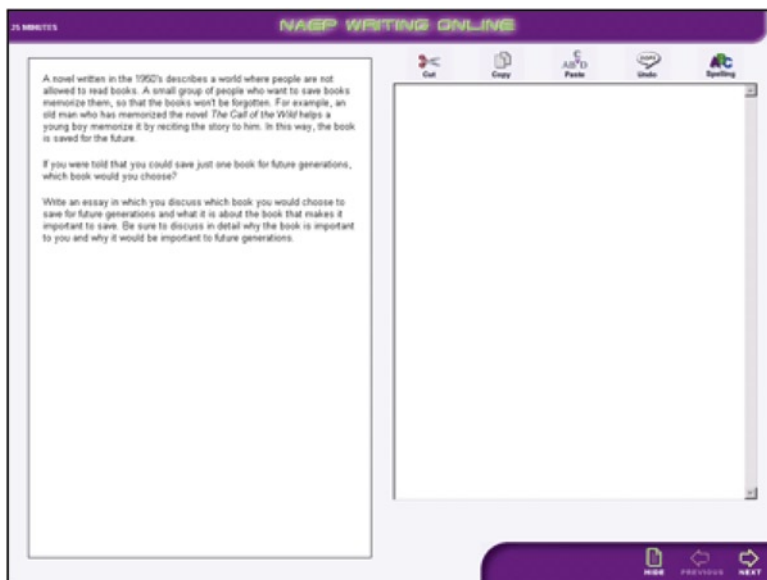 25 MINUTES
NAEP WRITING ONLINE
A novel written in the 1950's describes a world where people are not
allowed to read books. A small group of people who want to save books
memorize them, so that the books won't be forgotten. For example, an
old man who has memorized the novel The Call of the Wild helps a
young boy memorize it by reciting the story to him. In this way, the book
is saved for the future.
If you were told that you could save just one book for future generations,
which book would you choose?
Write an essay in which you discuss which book you would choose to
save for future generations and what it is about the book that makes it
important to save. Be sure to discuss in detail why the book is important
to you and why it would be important to future generations.
Cut
Copy
C
AB D
Paste
Undo
ABC
Spelling
HIDE
PREVIOUS
NEXT